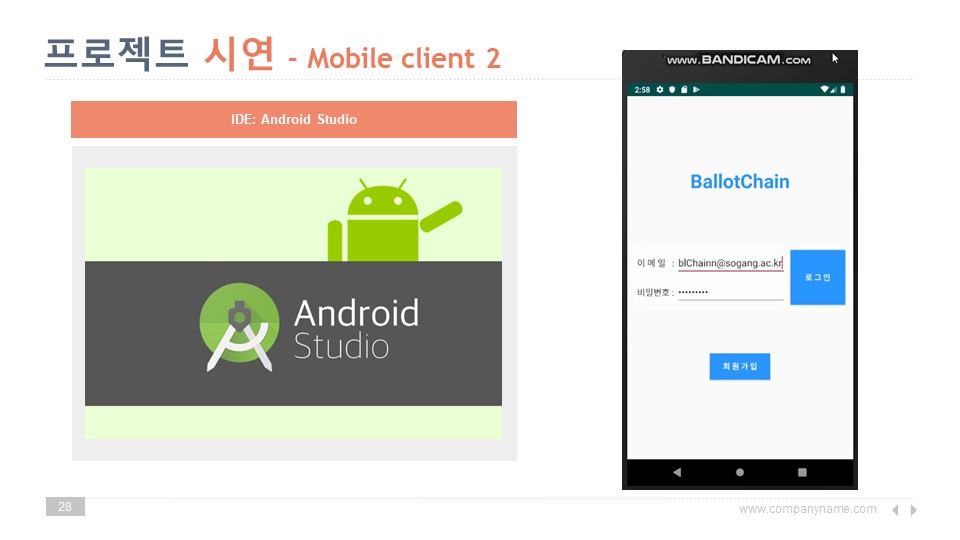 프로젝트 시연 – Mobile client 2
IDE: Android Studio
Android
Studio
www.BANDICAM.com
2:58
BallotChain
이 메 일 : blChainn@sogang.ac.kr
비밀번호 : •••••••••
로그인
회원가입
28
www.companyname.com